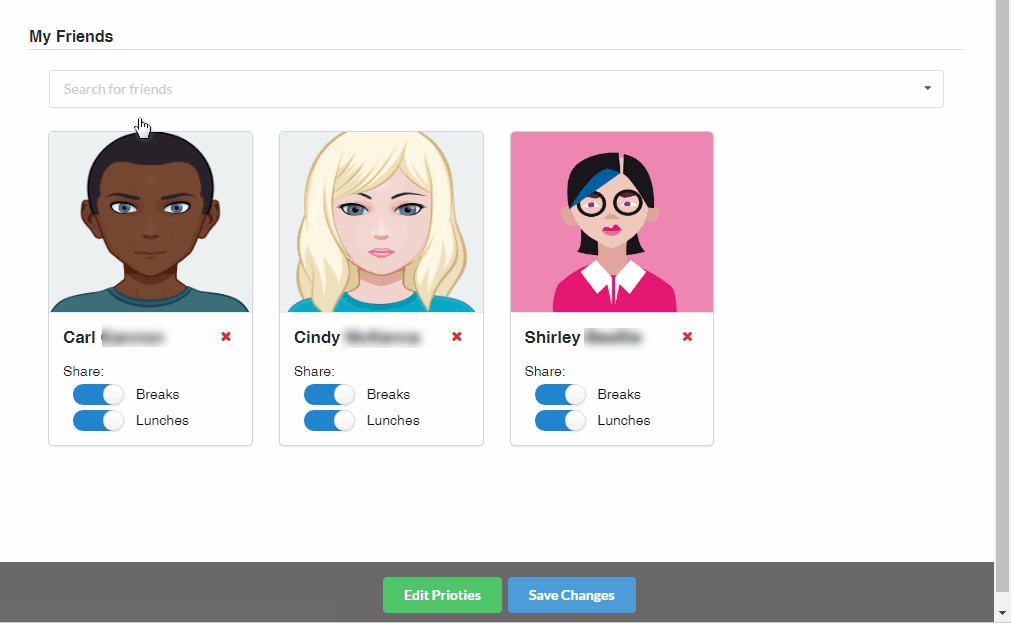 My Friends
Search for friends
Carl
Cindy
Shirley
Share:
Share:
Share:
Breaks
Breaks
Breaks
Lunches
Lunches
Lunches
Edit Prioties
Save Changes